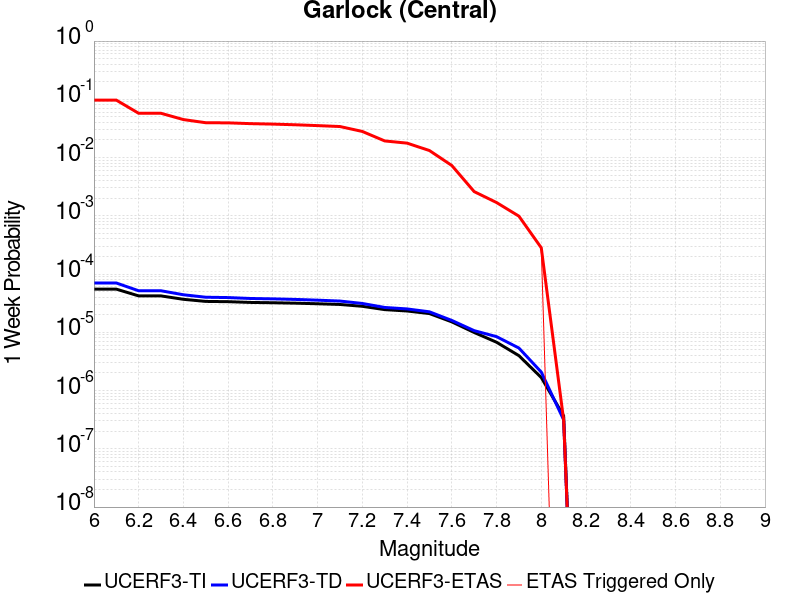 Garlock (Central)
10^0
10^-1
10^-2
10^-3
10^-4
10^-5
10^-6
10^-7
10^-8
1 Week Probability
6 6.2 6.4 6.6 6.8 7 7.2 7.4 7.6 7.8 8 8.2 8.4 8.6 8.8 9
Magnitude
UCERF3-TI UCERF3-TD UCERF3-ETAS ETAS Triggered Only